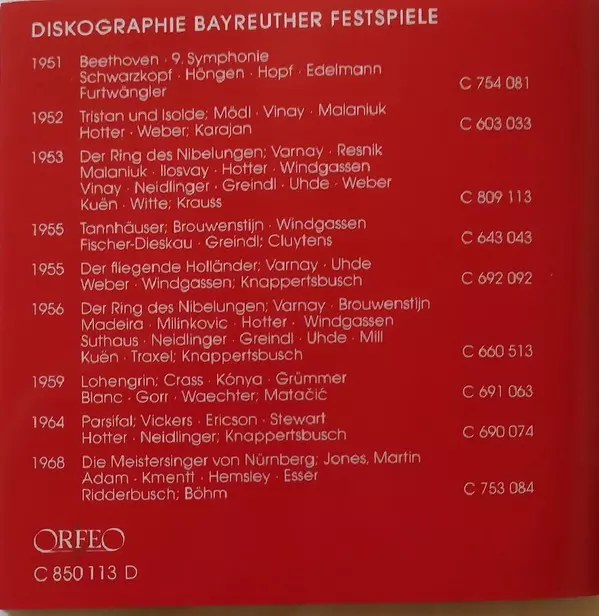 DISKOGRAPHIE BAYREUTHER FESTSPIELE
1951 Beethoven · 9. Symphonie
Schwarzkopf · Höngen · Hopf · Edelmann
Furtwängler C 754 081
1952 Tristan und Isolde; Mödl · Vinay · Malaniuk
Hotter · Weber; Karajan C 603 033
1953 Der Ring des Nibelungen; Varnay · Resnik
Malaniuk · Ilosvay · Hotter · Windgassen
Vinay · Neidlinger · Greindl · Uhde · Weber
Kuën · Witte; Krauss C 809 113
1955 Tannhäuser; Brouwenstijn · Windgassen
Fischer-Dieskau · Greindl; Cluytens C 643 043
1955 Der fliegende Holländer; Varnay · Uhde
Weber · Windgassen; Knappertsbusch C 692 092
1956 Der Ring des Nibelungen; Varnay · Brouwenstijn
Madeira · Milinkovic · Hotter · Windgassen
Suthaus · Neidlinger · Greindl · Uhde · Mill
Kuën · Traxel; Knappertsbusch C 660 513
1959 Lohengrin; Crass · Kónya · Grümmer
Blanc · Gorr · Waechter; Matačić C 691 063
1964 Parsifal; Vickers · Ericson · Stewart
Hotter · Neidlinger; Knappertsbusch C 690 074
1968 Die Meistersinger von Nürnberg; Jones, Martin
Adam · Kmentt · Hemsley · Esser
Ridderbusch; Böhm C 753 084
ORFEO
C 850 113 D